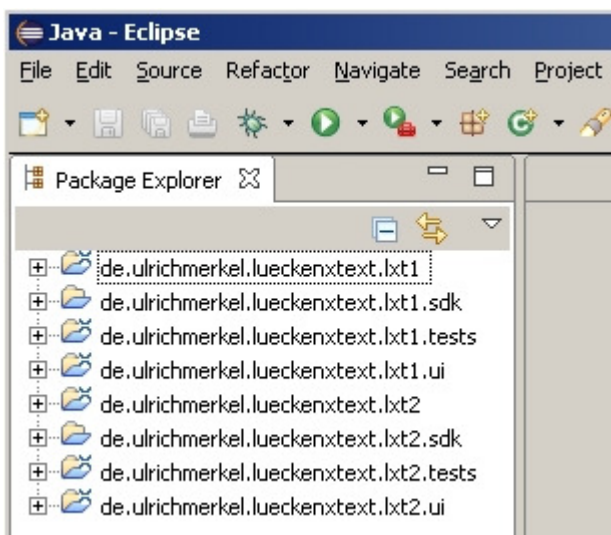 Java - Eclipse
File Edit Source Refactor Navigate Search Project
Package Explorer
de.ulrichmerkel.lueckenxtext.lxt1
de.ulrichmerkel.lueckenxtext.lxt1.sdk
de.ulrichmerkel.lueckenxtext.lxt1.tests
de.ulrichmerkel.lueckenxtext.lxt1.ui
de.ulrichmerkel.lueckenxtext.lxt2
de.ulrichmerkel.lueckenxtext.lxt2.sdk
de.ulrichmerkel.lueckenxtext.lxt2.tests
de.ulrichmerkel.lueckenxtext.lxt2.ui